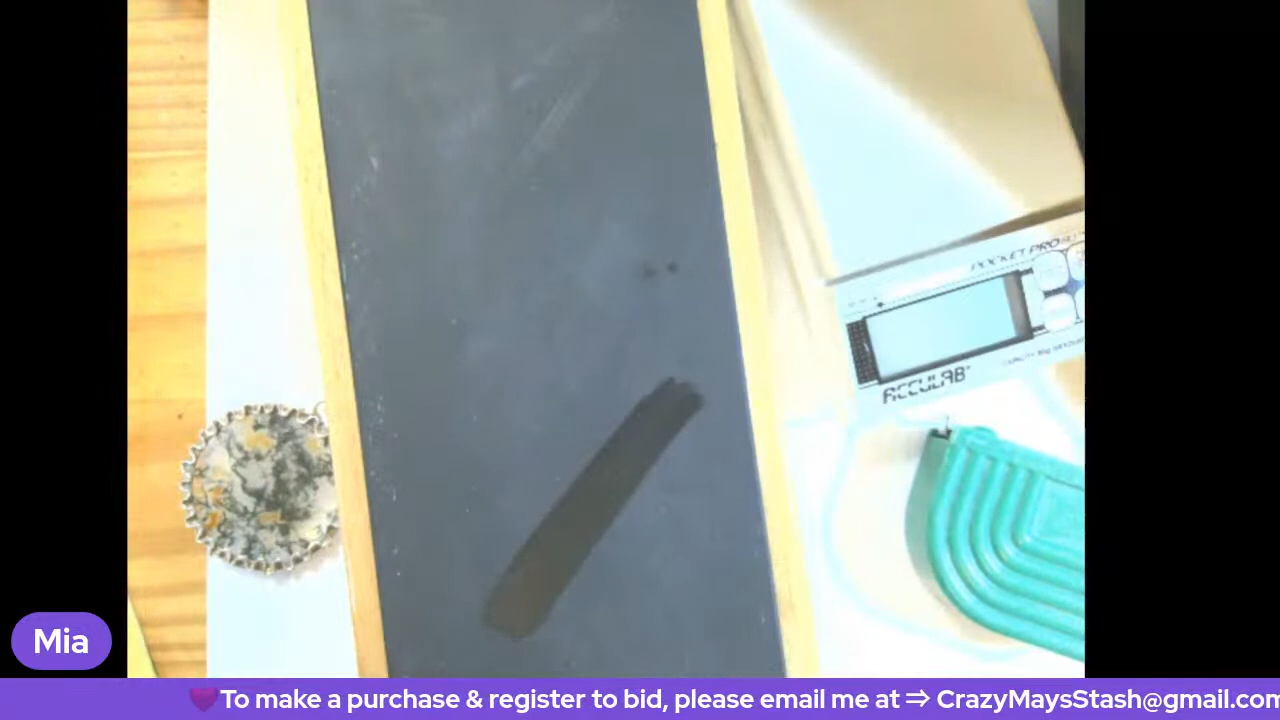 POCKET PRO
ACCULAB
Mia
💜To make a purchase & register to bid, please email me at ⇒ CrazyMaysStash@gmail.com